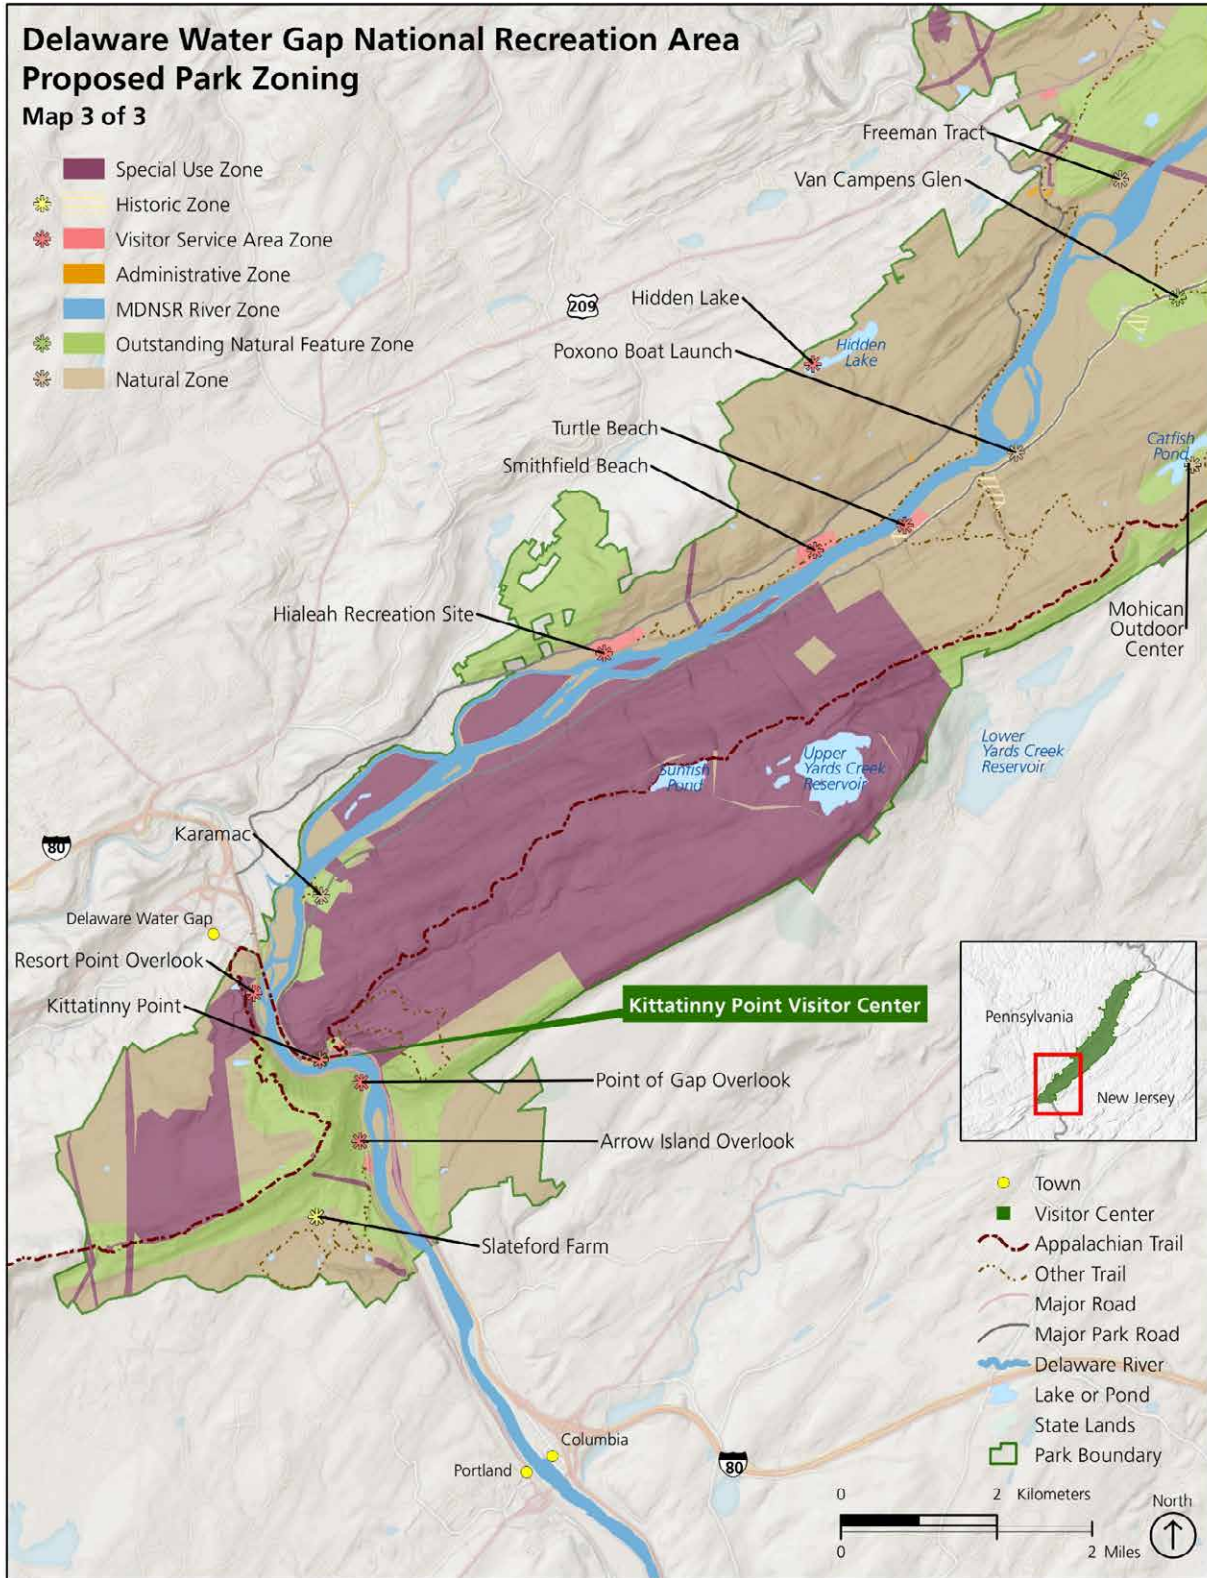 Delaware Water Gap National Recreation Area
Proposed Park Zoning
Map 3 of 3
Special Use Zone
Historic Zone
Visitor Service Area Zone
Administrative Zone
MDNSR River Zone
Outstanding Natural Feature Zone
Natural Zone
Freeman Tract
Van Campens Glen
209
Hidden Lake
Hidden
Lake
Poxono Boat Launch
Turtle Beach
Smithfield Beach
Catfish
Pond
Hialeah Recreation Site
Mohican
Outdoor
Center
Lower
Yards Creek
Reservoir
Upper
Yards Creek
Reservoir
Sunfish
Pond
Karamac
80
Delaware Water Gap
Resort Point Overlook
Kittatinny Point
Kittatinny Point Visitor Center
Point of Gap Overlook
Arrow Island Overlook
Slateford Farm
Pennsylvania
New Jersey
Town
Visitor Center
Appalachian Trail
Other Trail
Major Road
Major Park Road
Delaware River
Lake or Pond
State Lands
Park Boundary
Columbia
Portland
80
0 2 Kilometers
0 2 Miles
North